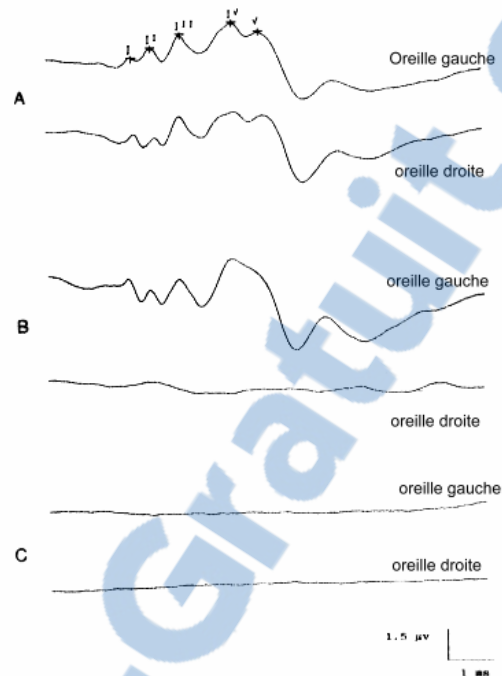 I II III IV V
Oreille gauche
A
oreille droite
oreille gauche
B
oreille droite
oreille gauche
C
oreille droite
1.5 µv
1 ms
Gratuit